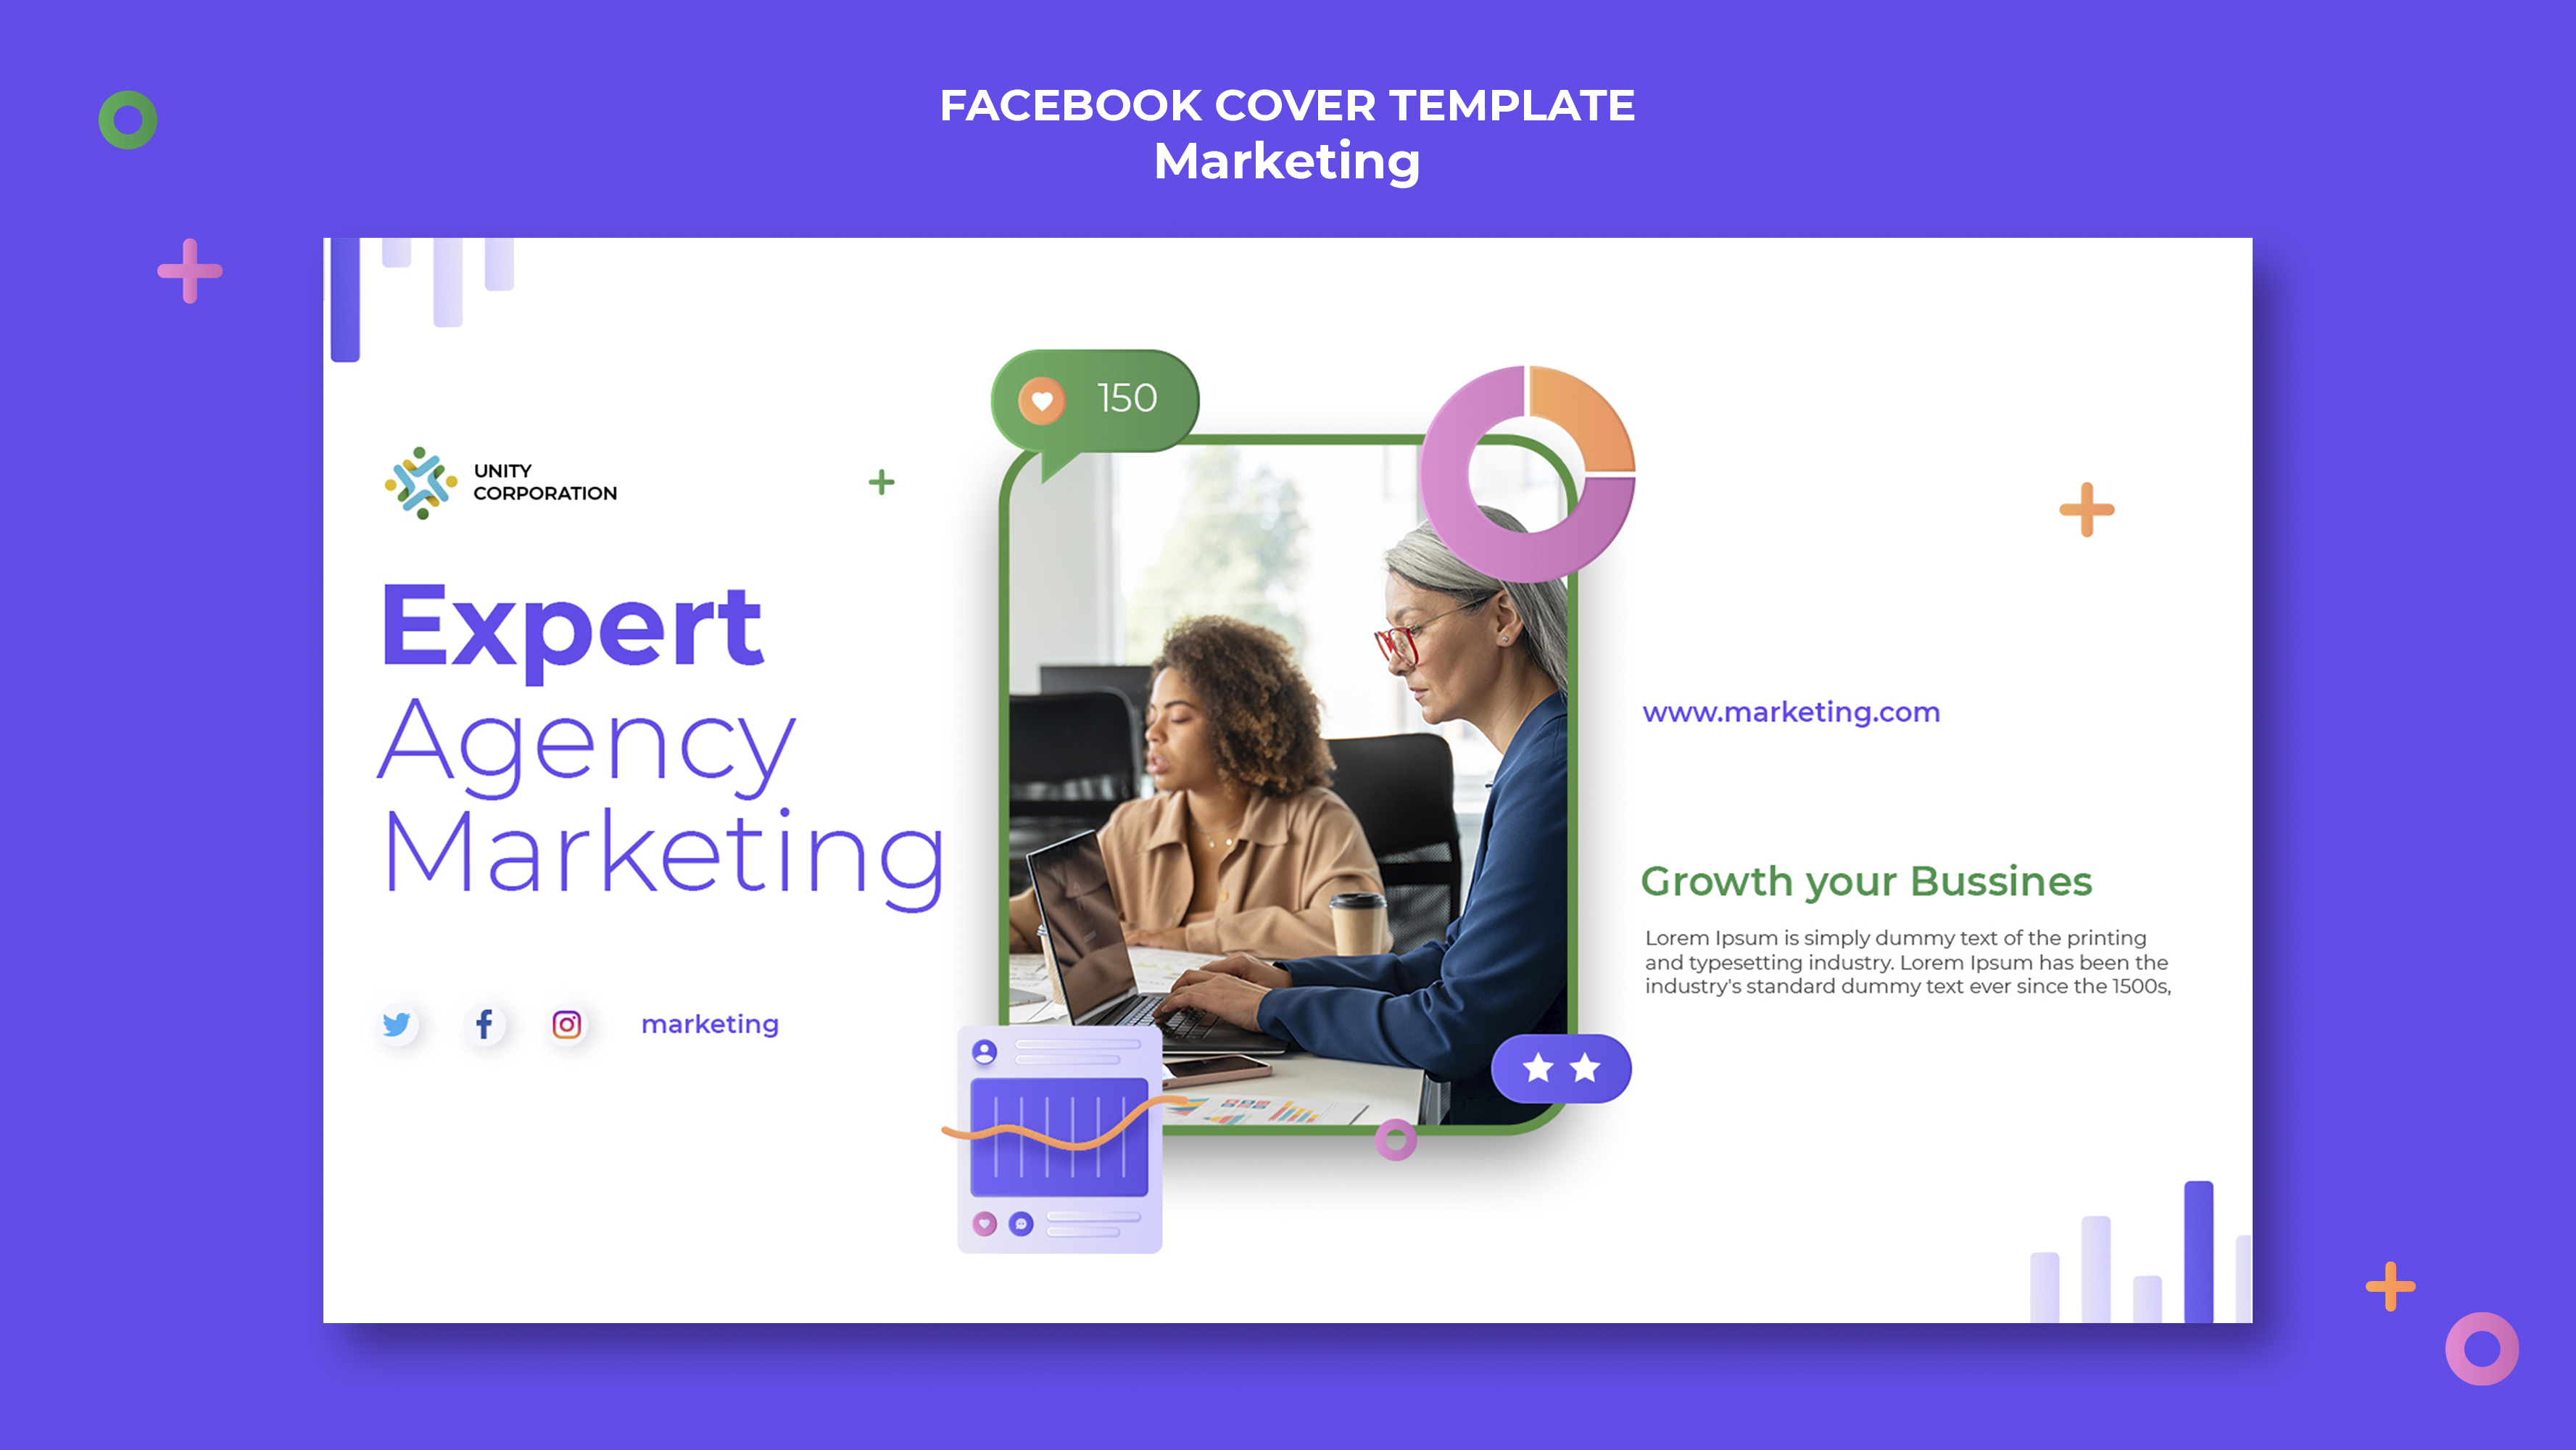 FACEBOOK COVER TEMPLATE
Marketing
UNITY
CORPORATION
Expert
Agency
Marketing
marketing
150
www.marketing.com
Growth your Bussines
Lorem Ipsum is simply dummy text of the printing
and typesetting industry. Lorem Ipsum has been the
industry's standard dummy text ever since the 1500s,